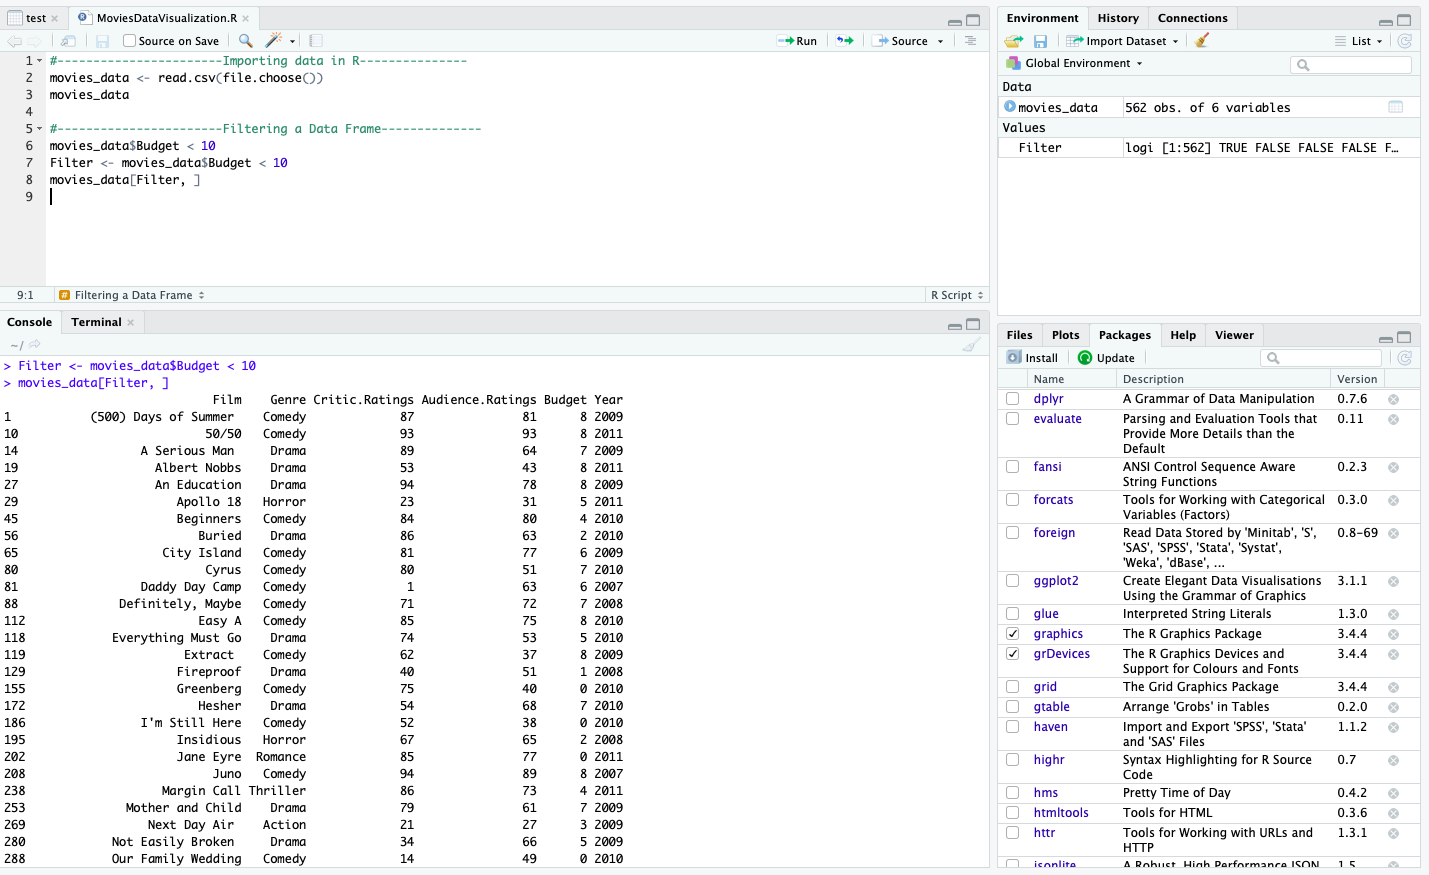 test
MoviesDataVisualization.R
Source on Save
Run
Source
1 #-----------------------Importing data in R---------------
2 movies_data <- read.csv(file.choose())
3 movies_data
4
5 #-----------------------Filtering a Data Frame--------------
6 movies_data$Budget < 10
7 Filter <- movies_data$Budget < 10
8 movies_data[Filter, ]
9
9:1 # Filtering a Data Frame R Script
Console Terminal
~/
> Filter <- movies_data$Budget < 10
> movies_data[Filter, ]
Film Genre Critic.Ratings Audience.Ratings Budget Year
1 (500) Days of Summer Comedy 87 81 8 2009
10 50/50 Comedy 93 93 8 2011
14 A Serious Man Drama 89 64 7 2009
19 Albert Nobbs Drama 53 43 8 2011
27 An Education Drama 94 78 8 2009
29 Apollo 18 Horror 23 31 5 2011
45 Beginners Comedy 84 80 4 2010
56 Buried Drama 86 63 2 2010
65 City Island Comedy 81 77 6 2009
80 Cyrus Comedy 80 51 7 2010
81 Daddy Day Camp Comedy 1 63 6 2007
88 Definitely, Maybe Comedy 71 72 7 2008
112 Easy A Comedy 85 75 8 2010
118 Everything Must Go Drama 74 53 5 2010
119 Extract Comedy 62 37 8 2009
129 Fireproof Drama 40 51 1 2008
155 Greenberg Comedy 75 40 0 2010
172 Hesher Drama 54 68 7 2010
186 I'm Still Here Comedy 52 38 0 2010
195 Insidious Horror 67 65 2 2008
202 Jane Eyre Romance 85 77 0 2011
208 Juno Comedy 94 89 8 2007
238 Margin Call Thriller 86 73 4 2011
253 Mother and Child Drama 79 61 7 2009
269 Next Day Air Action 21 27 3 2009
280 Not Easily Broken Drama 34 66 5 2009
288 Our Family Wedding Comedy 14 49 0 2010
Environment History Connections
Import Dataset List
Global Environment
Data
movies_data 562 obs. of 6 variables
Values
Filter logi [1:562] TRUE FALSE FALSE FALSE F...
Files Plots Packages Help Viewer
Install Update
Name Description Version
dplyr A Grammar of Data Manipulation 0.7.6
evaluate Parsing and Evaluation Tools that 0.11
Provide More Details than the
Default
fansi ANSI Control Sequence Aware 0.2.3
String Functions
forcats Tools for Working with Categorical 0.3.0
Variables (Factors)
foreign Read Data Stored by 'Minitab', 'S', 0.8-69
'SAS', 'SPSS', 'Stata', 'Systat',
'Weka', 'dBase', ...
ggplot2 Create Elegant Data Visualisations 3.1.1
Using the Grammar of Graphics
glue Interpreted String Literals 1.3.0
graphics The R Graphics Package 3.4.4
grDevices The R Graphics Devices and 3.4.4
Support for Colours and Fonts
grid The Grid Graphics Package 3.4.4
gtable Arrange 'Grobs' in Tables 0.2.0
haven Import and Export 'SPSS', 'Stata' 1.1.2
and 'SAS' Files
highr Syntax Highlighting for R Source 0.7
Code
hms Pretty Time of Day 0.4.2
htmltools Tools for HTML 0.3.6
httr Tools for Working with URLs and 1.3.1
HTTP
jsonlite A Robust, High Performance JSON 1.5